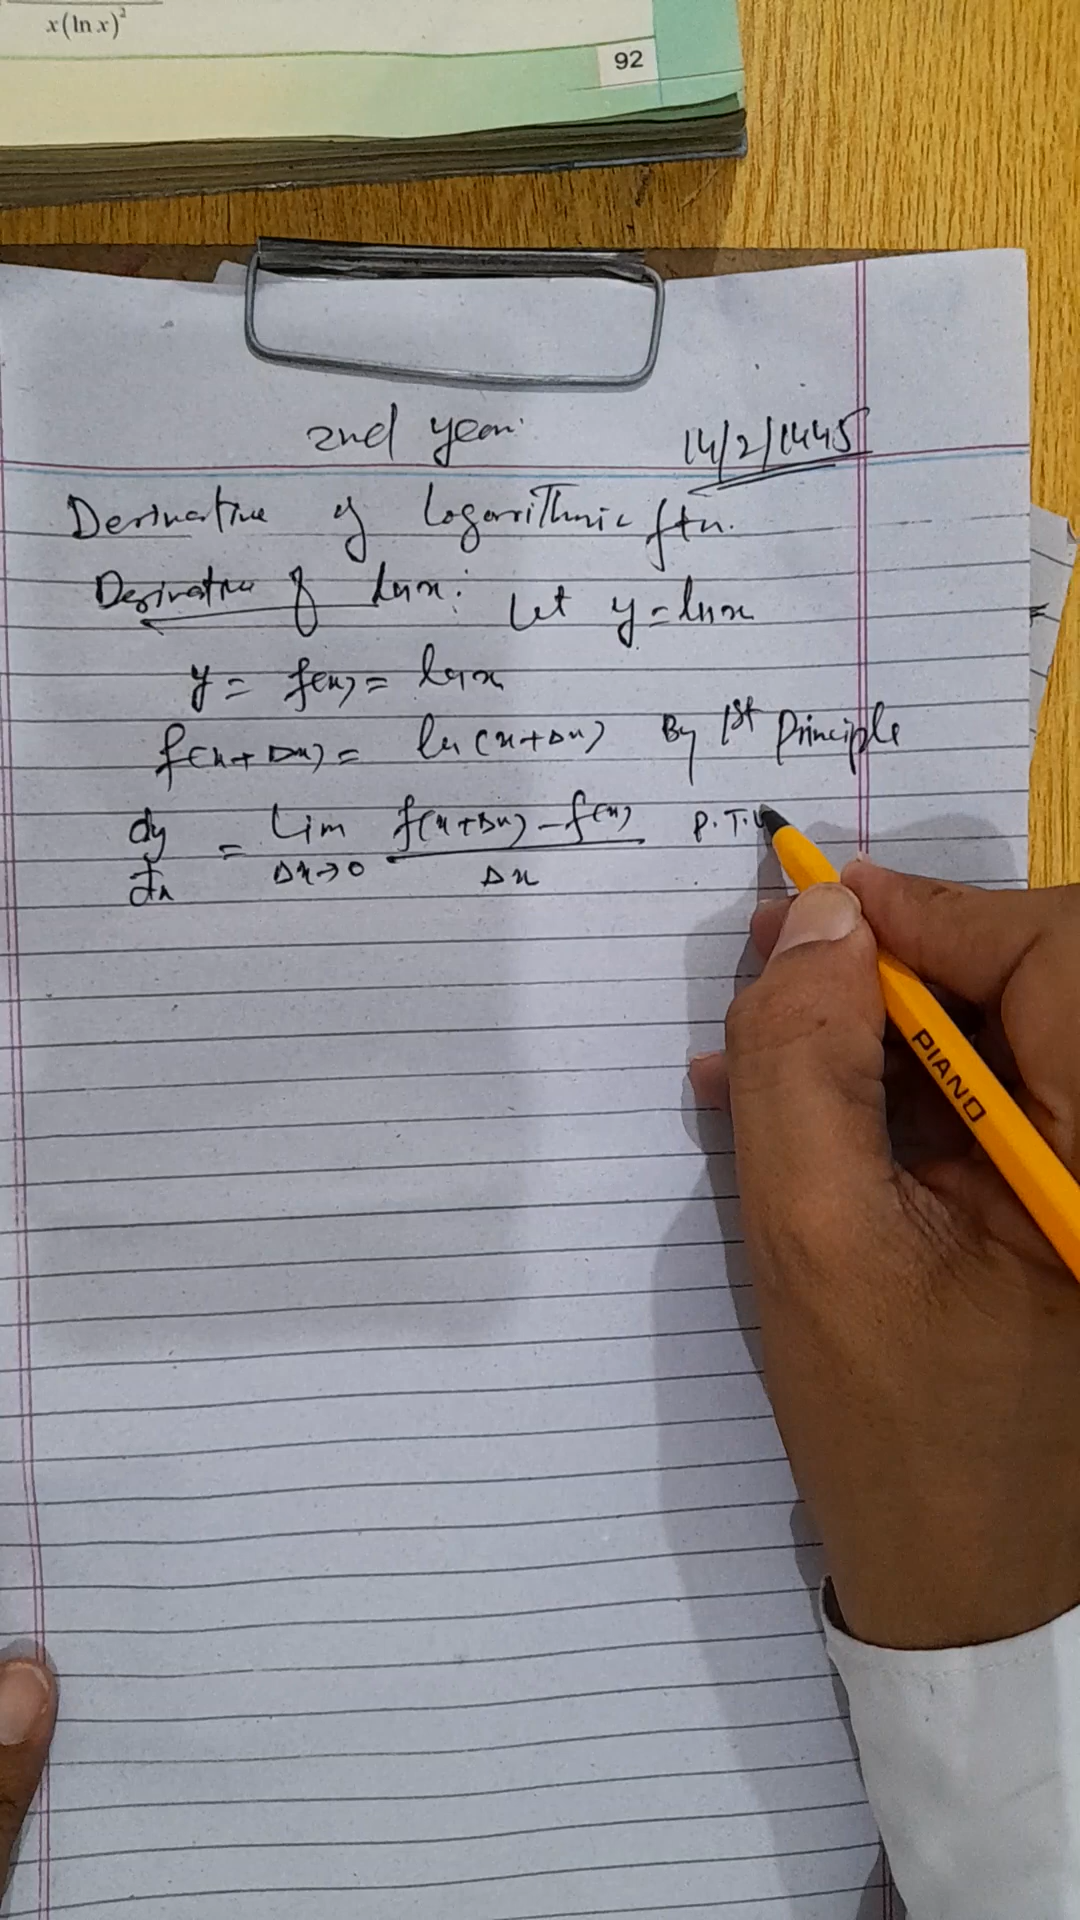 x(ln x)²
92
2nd year.
14/2/1445
Derivative of Logarithmic ftn.
Derivative of lnx: Let y=lnx
y = f(x) = lnx
f(x+Δx) = ln(x+Δx) By 1st Principle
dy/dx = Lim Δx→0 f(x+Δx)-f(x)/Δx P.T.V
PIANO